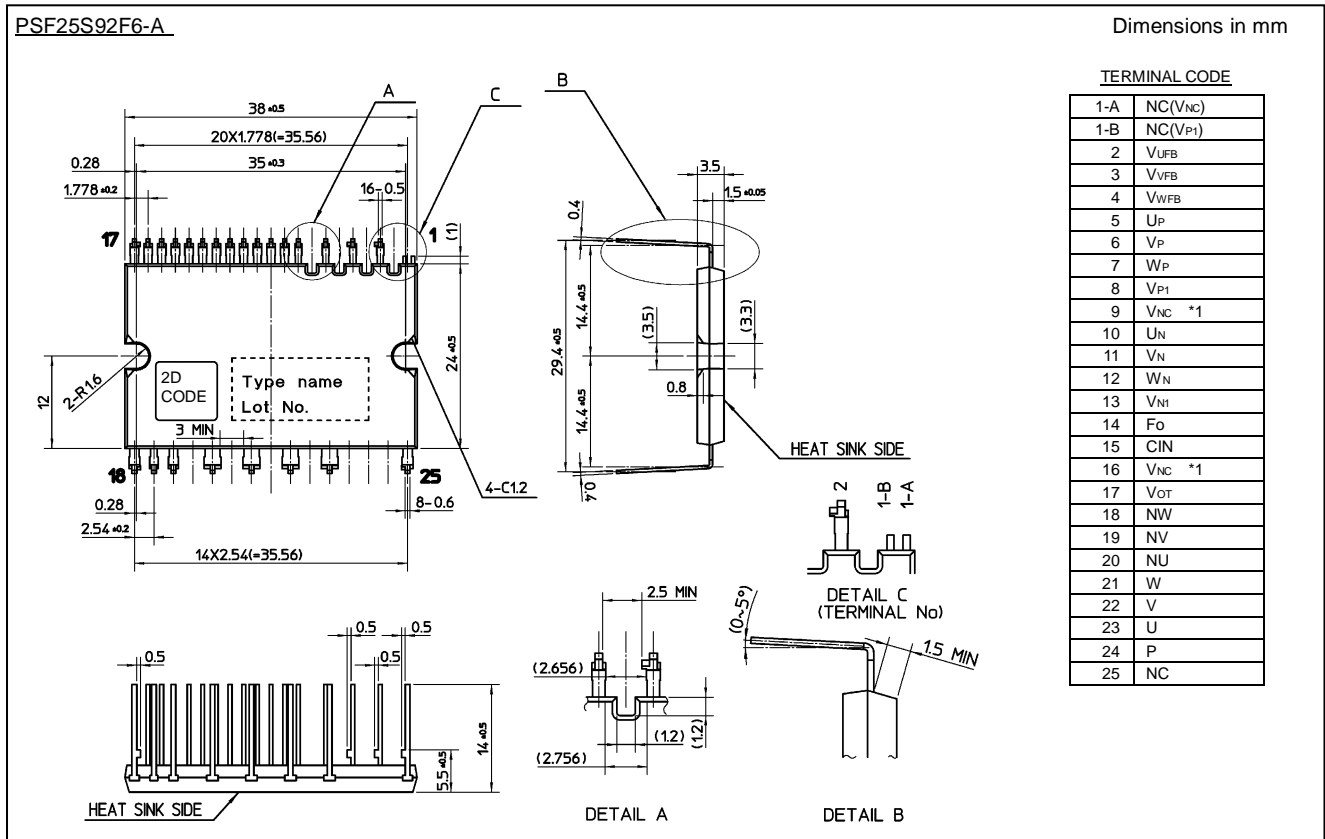 PSF25S92F6-A
Dimensions in mm
A
C
B
38 ±0.5
20X1.778(=35.56)
35 ±0.3
0.28
1.778 ±0.2
16-0.5
17
1
(1)
24 ±0.5
12
2-R1.6
2D
CODE
Type name
Lot No.
3 MIN
18
25
4-C1.2
8-0.6
0.28
2.54 ±0.2
14X2.54(=35.56)
3.5
1.5 ±0.05
0.4
29.4 ±0.5
14.4 ±0.5
14.4 ±0.5
(3.5)
(3.3)
0.8
0.4
HEAT SINK SIDE
2
1-B
1-A
DETAIL C
(TERMINAL No)
0.5
0.5
0.5
0.5
14 ±0.5
5.5 ±0.5
HEAT SINK SIDE
2.5 MIN
(2.656)
(1.2)
(1.2)
(2.756)
DETAIL A
(0~5°)
1.5 MIN
DETAIL B
TERMINAL CODE
1-A NC(VNC)
1-B NC(VP1)
2 VUFB
3 VVFB
4 VWFB
5 UP
6 VP
7 WP
8 VP1
9 VNC *1
10 UN
11 VN
12 WN
13 VN1
14 Fo
15 CIN
16 VNC *1
17 VOT
18 NW
19 NV
20 NU
21 W
22 V
23 U
24 P
25 NC